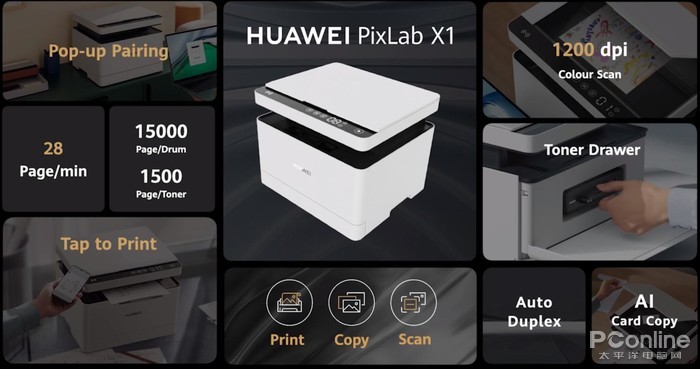 Pop-up Pairing
28
Page/min
15000
Page/Drum
1500
Page/Toner
Tap to Print
HUAWEI PixLab X1
HUAWEI
Print
Copy
Scan
1200 dpi
Colour Scan
Toner Drawer
Auto
Duplex
AI
Card Copy
PConline
太平洋电脑网